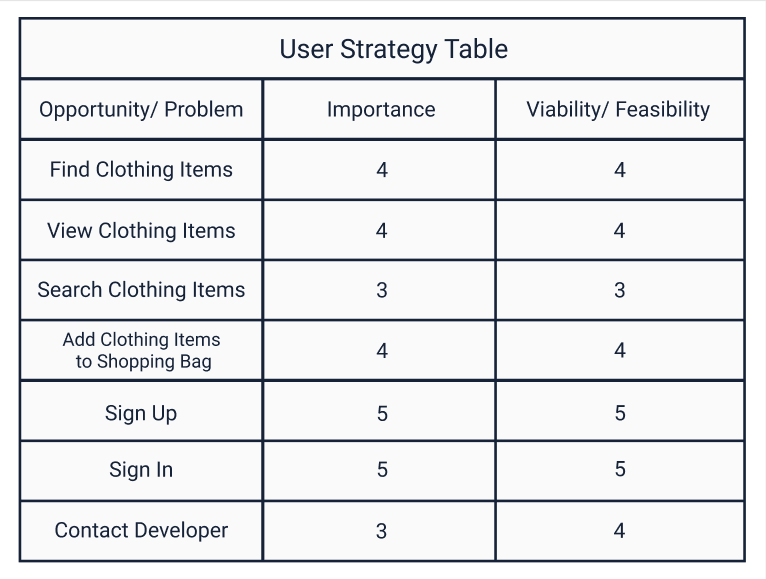 User Strategy Table
Opportunity/ Problem Importance Viability/ Feasibility
Find Clothing Items 4 4
View Clothing Items 4 4
Search Clothing Items 3 3
Add Clothing Items
to Shopping Bag 4 4
Sign Up 5 5
Sign In 5 5
Contact Developer 3 4